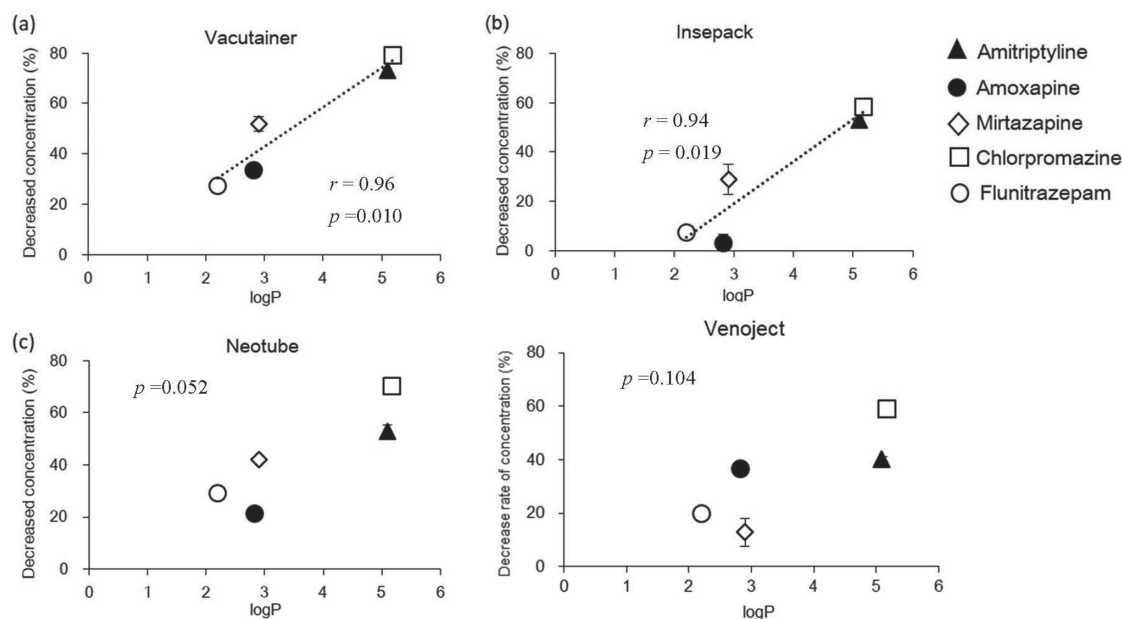 (a)
Vacutainer
Decreased concentration (%)
80
60
40
20
0
r = 0.96
p =0.010
0 1 2 3 4 5 6
logP
(b)
Insepack
Decreased concentration (%)
80
60
40
20
0
r = 0.94
p = 0.019
0 1 2 3 4 5 6
logP
Amitriptyline
Amoxapine
Mirtazapine
Chlorpromazine
Flunitrazepam
(c)
Neotube
Decreased concentration (%)
80
60
40
20
0
p =0.052
0 1 2 3 4 5 6
logP
Venoject
Decrease rate of concentration (%)
80
60
40
20
0
p =0.104
0 1 2 3 4 5 6
logP